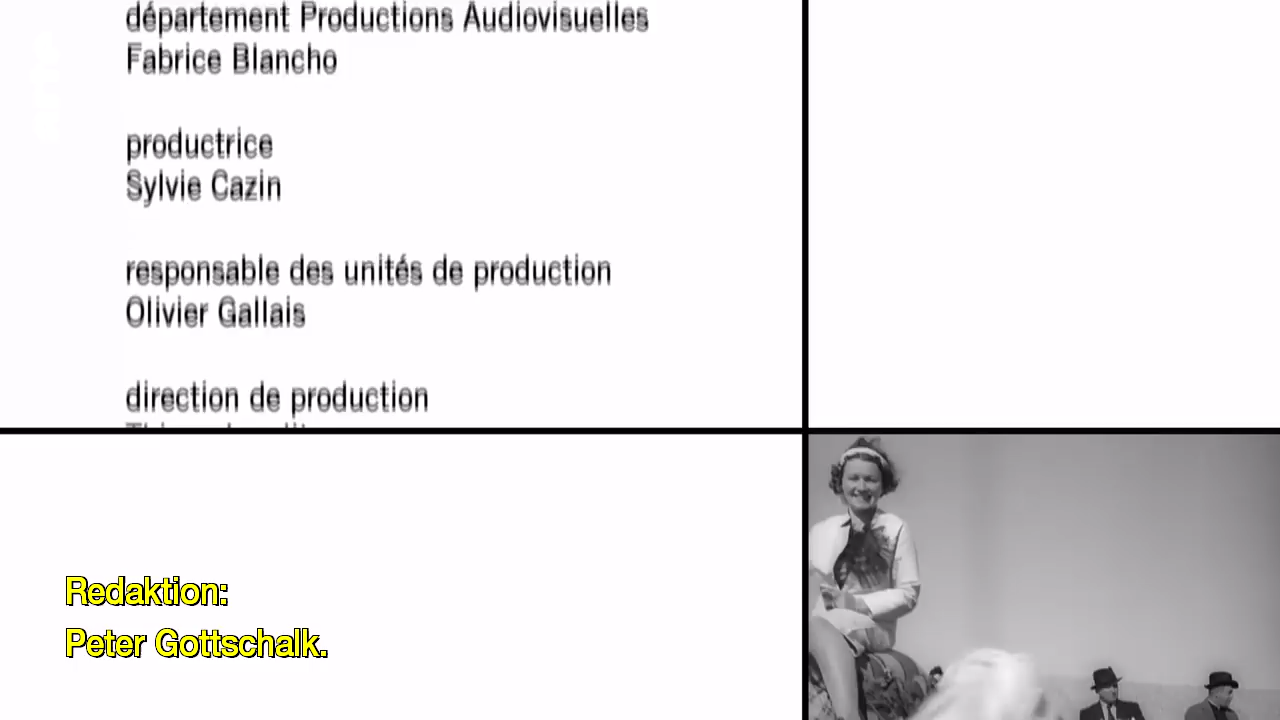 département Productions Audiovisuelles
Fabrice Blancho
productrice
Sylvie Cazin
responsable des unités de production
Olivier Gallais
direction de production
Redaktion:
Peter Gottschalk.